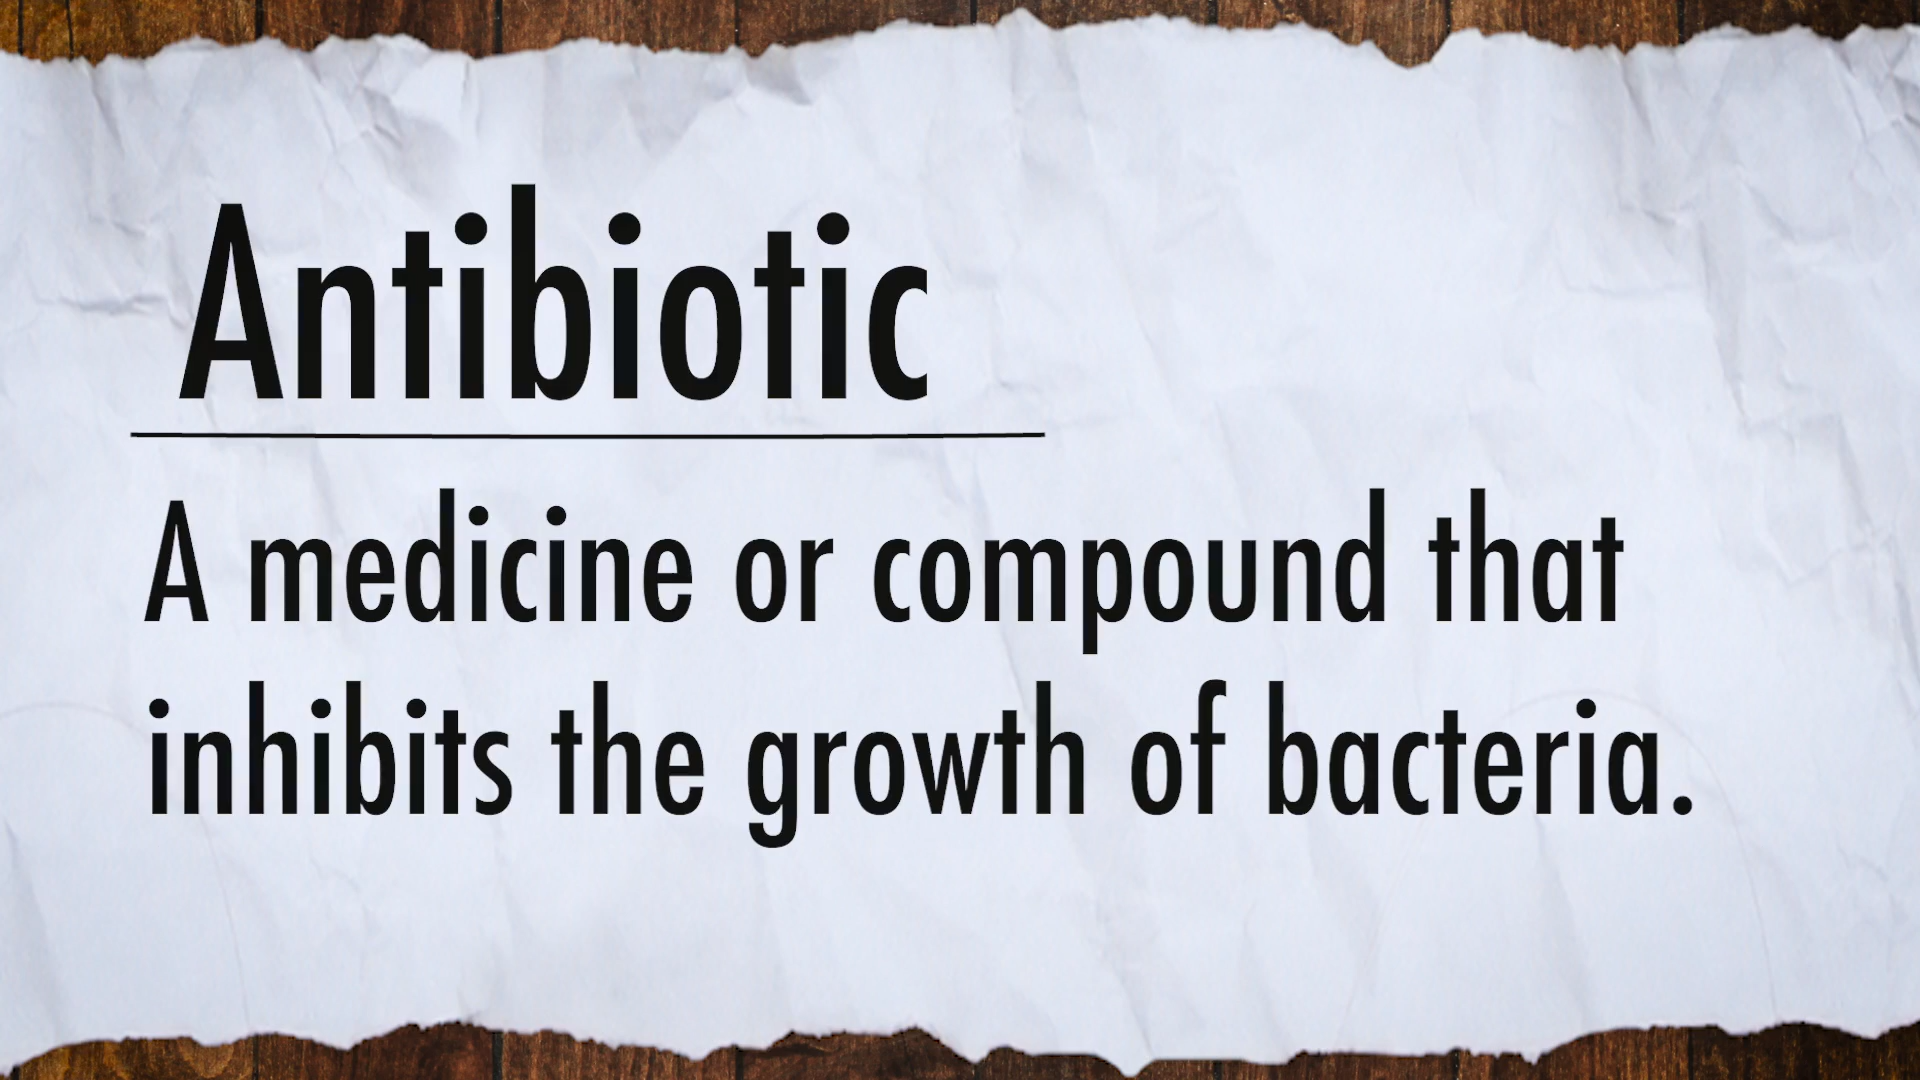 Antibiotic
A medicine or compound that
inhibits the growth of bacteria.